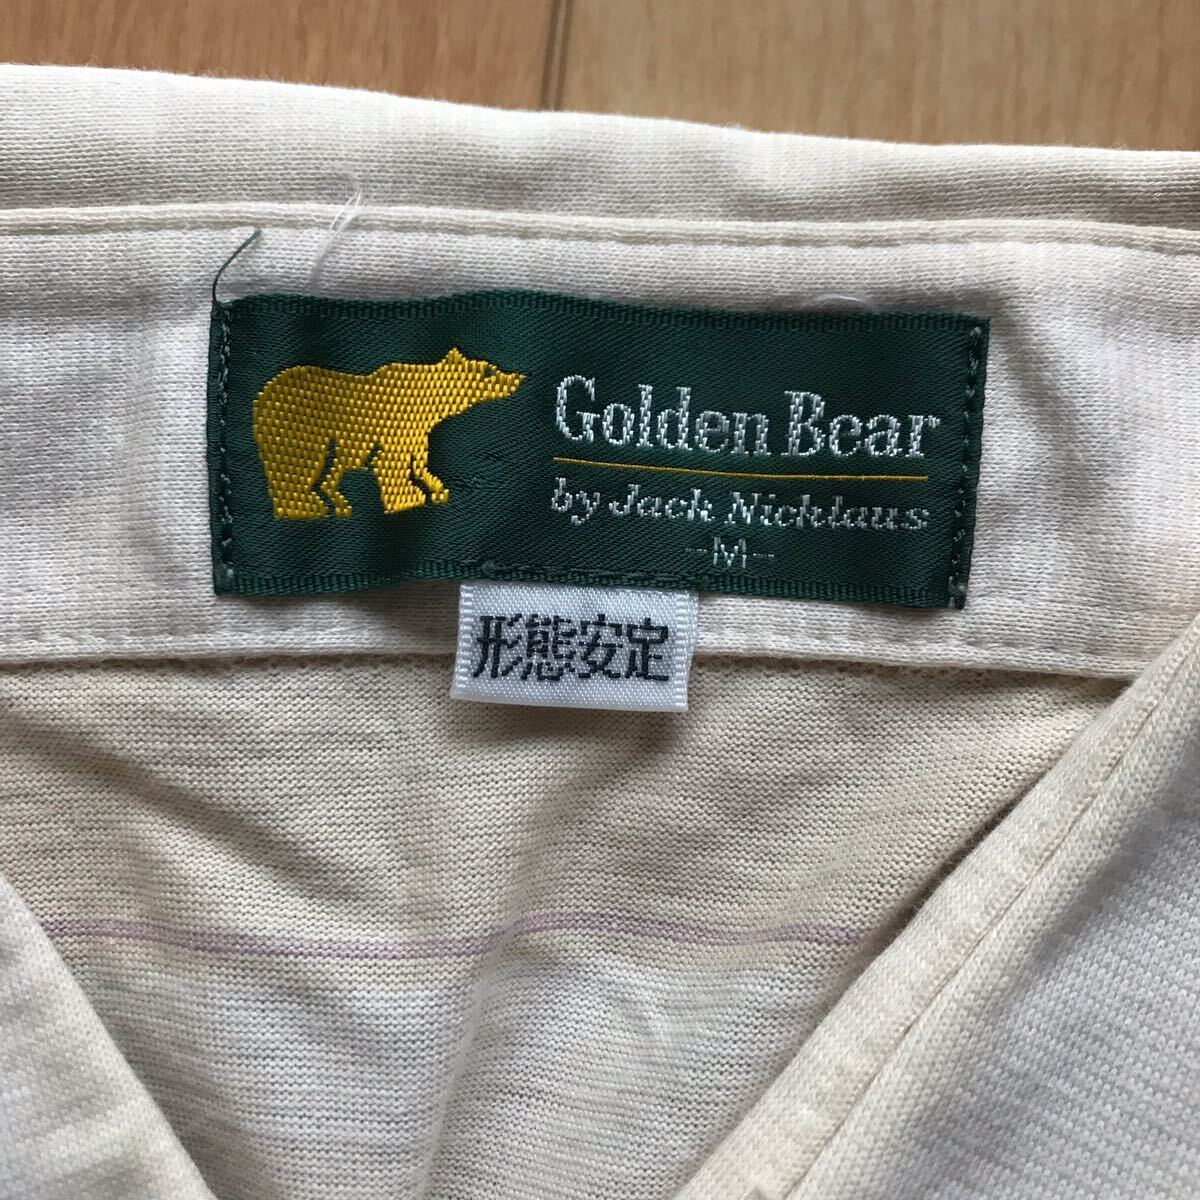 Golden Bear
by Jack Nicklaus
-M-
形態安定